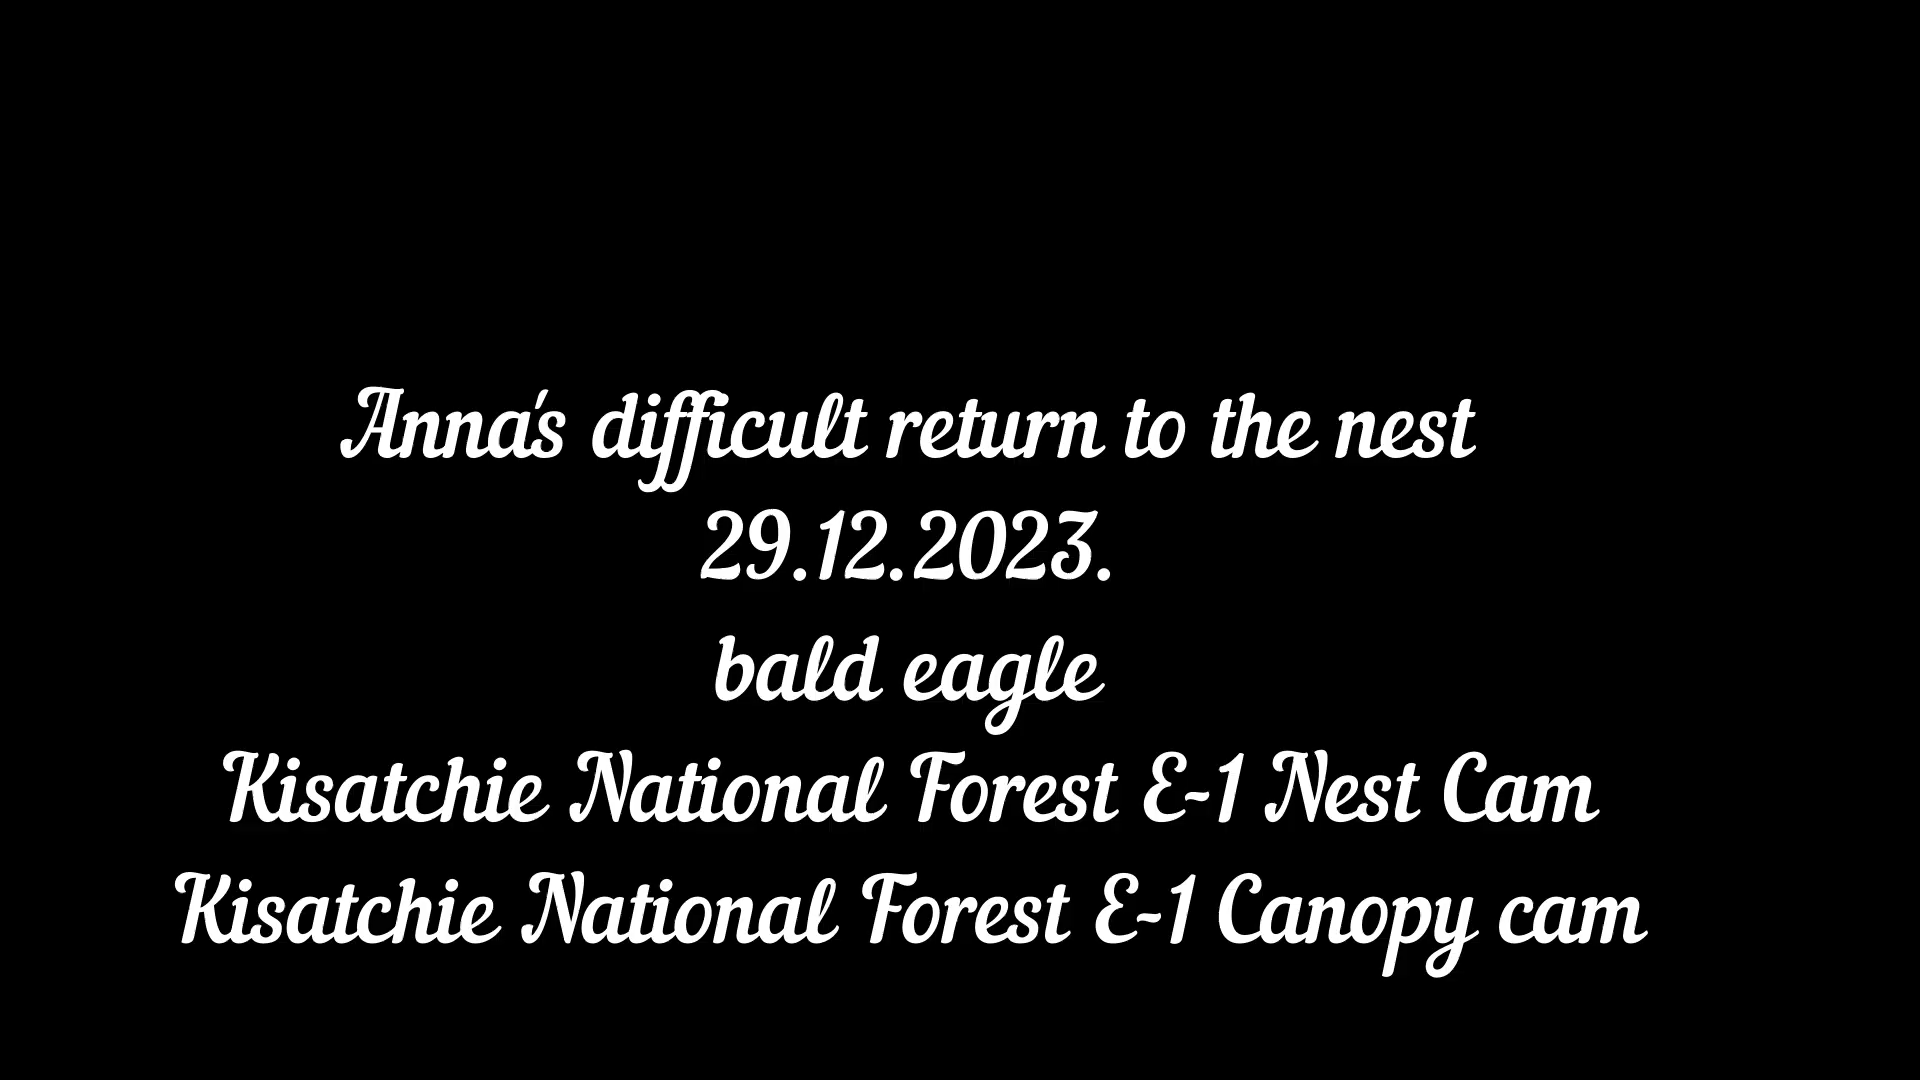 Anna's difficult return to the nest
29.12.2023.
bald eagle
Kisatchie National Forest E-1 Nest Cam
Kisatchie National Forest E-1 Canopy cam